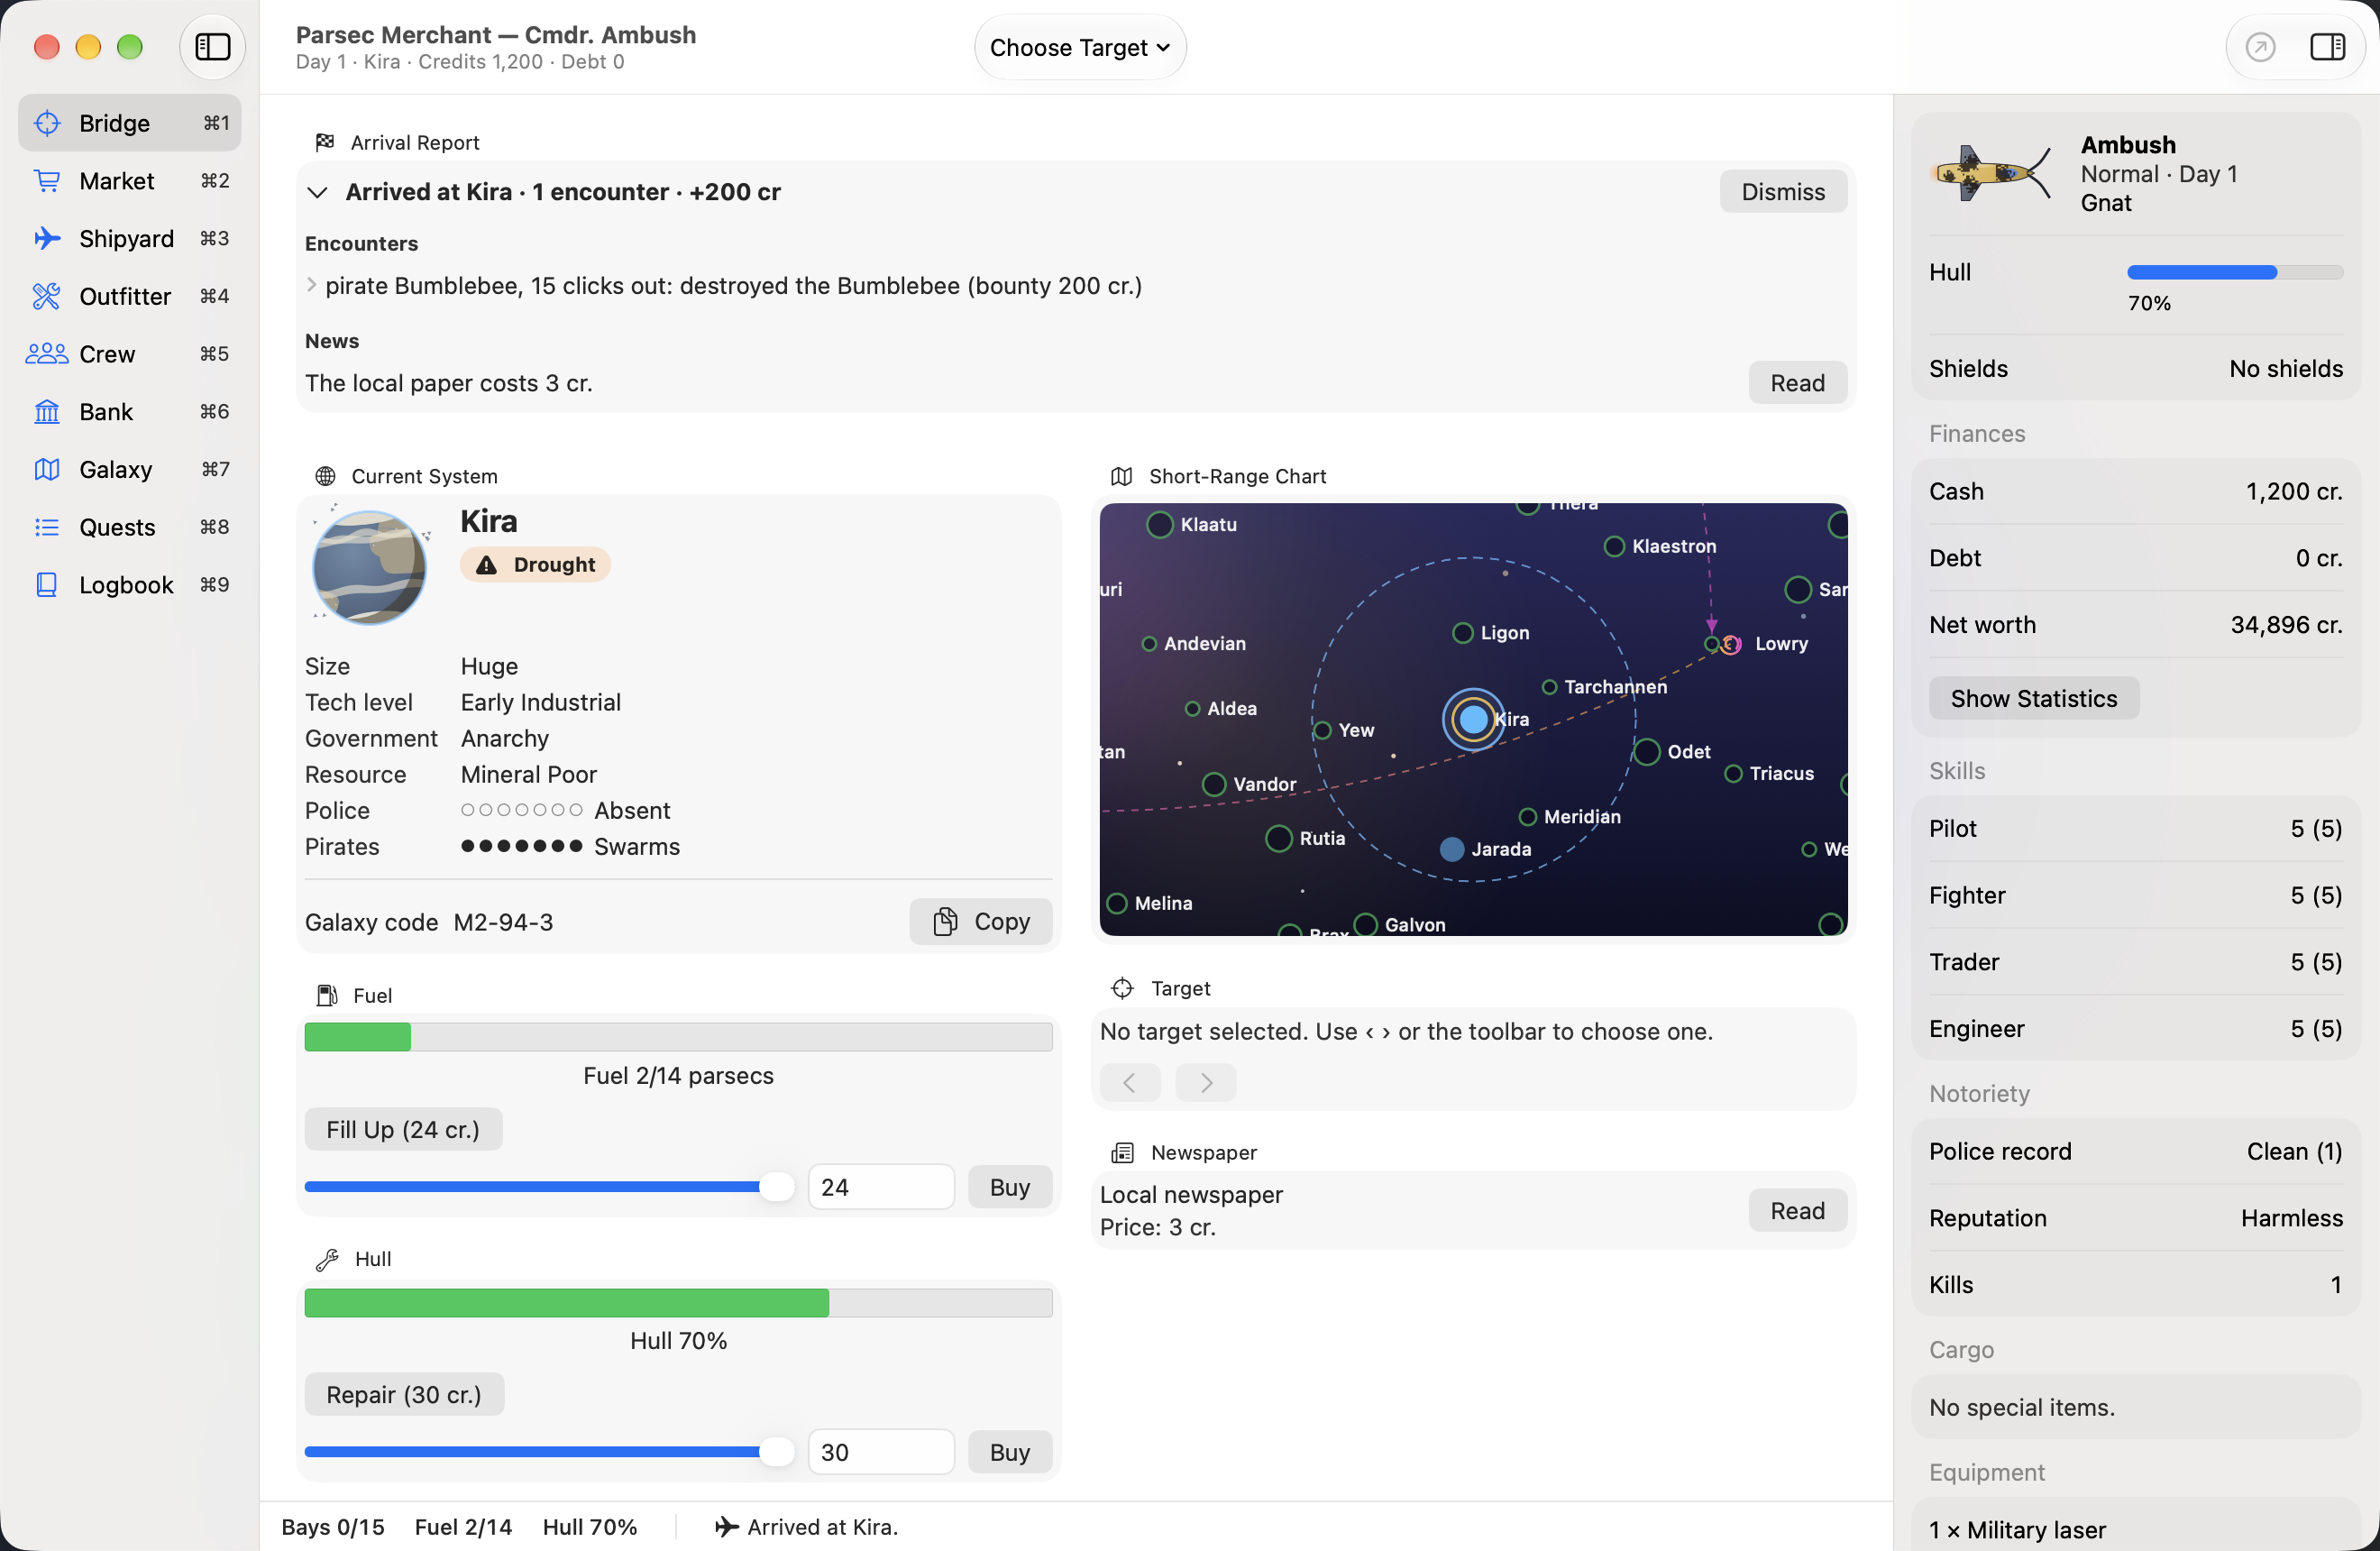 Parsec Merchant — Cmdr. Ambush
Day 1 · Kira · Credits 1,200 · Debt 0
Choose Target
Bridge ⌘1
Market ⌘2
Shipyard ⌘3
Outfitter ⌘4
Crew ⌘5
Bank ⌘6
Galaxy ⌘7
Quests ⌘8
Logbook ⌘9
Arrival Report
Arrived at Kira · 1 encounter · +200 cr
Dismiss
Encounters
pirate Bumblebee, 15 clicks out: destroyed the Bumblebee (bounty 200 cr.)
News
The local paper costs 3 cr.
Read
Current System
Kira
Drought
Size Huge
Tech level Early Industrial
Government Anarchy
Resource Mineral Poor
Police Absent
Pirates Swarms
Galaxy code M2-94-3
Copy
Fuel
Fuel 2/14 parsecs
Fill Up (24 cr.)
24
Buy
Hull
Hull 70%
Repair (30 cr.)
30
Buy
Short-Range Chart
Thera
Klaatu
Klaestron
uri
Sar
Ligon
Andevian
Lowry
Tarchannen
Aldea
Kira
Yew
tan
Odet
Triacus
Vandor
Meridian
Rutia
Jarada
We
Melina
Galvon
Brax
Target
No target selected. Use ‹ › or the toolbar to choose one.
Newspaper
Local newspaper
Price: 3 cr.
Read
Ambush
Normal · Day 1
Gnat
Hull
70%
Shields No shields
Finances
Cash 1,200 cr.
Debt 0 cr.
Net worth 34,896 cr.
Show Statistics
Skills
Pilot 5 (5)
Fighter 5 (5)
Trader 5 (5)
Engineer 5 (5)
Notoriety
Police record Clean (1)
Reputation Harmless
Kills 1
Cargo
No special items.
Equipment
1 × Military laser
Bays 0/15 Fuel 2/14 Hull 70% Arrived at Kira.